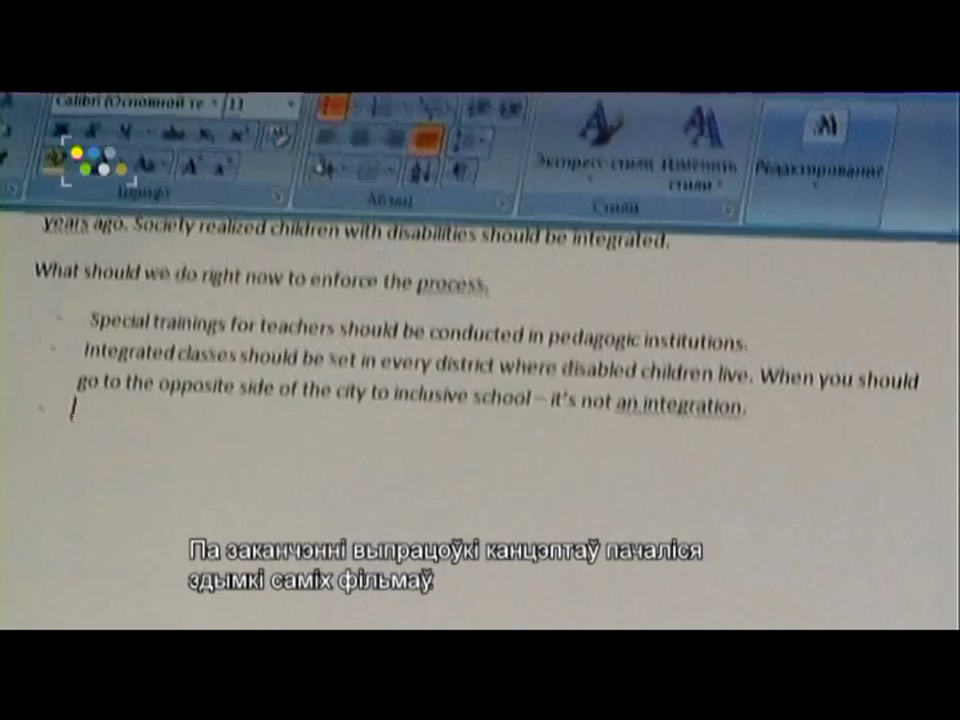 Calibri (Основной те
11
Экспресс-стили
Изменить стили
Редактирование
Шрифт
Абзац
Стили
years ago. Society realized children with disabilities should be integrated.
What should we do right now to enforce the process.
- Special trainings for teachers should be conducted in pedagogic institutions.
- Integrated classes should be set in every district where disabled children live. When you should
go to the opposite side of the city to inclusive school – it's not an integration.
-
Па заканчэнні выпрацоўкі канцэптаў пачаліся
здымкі саміх фільмаў